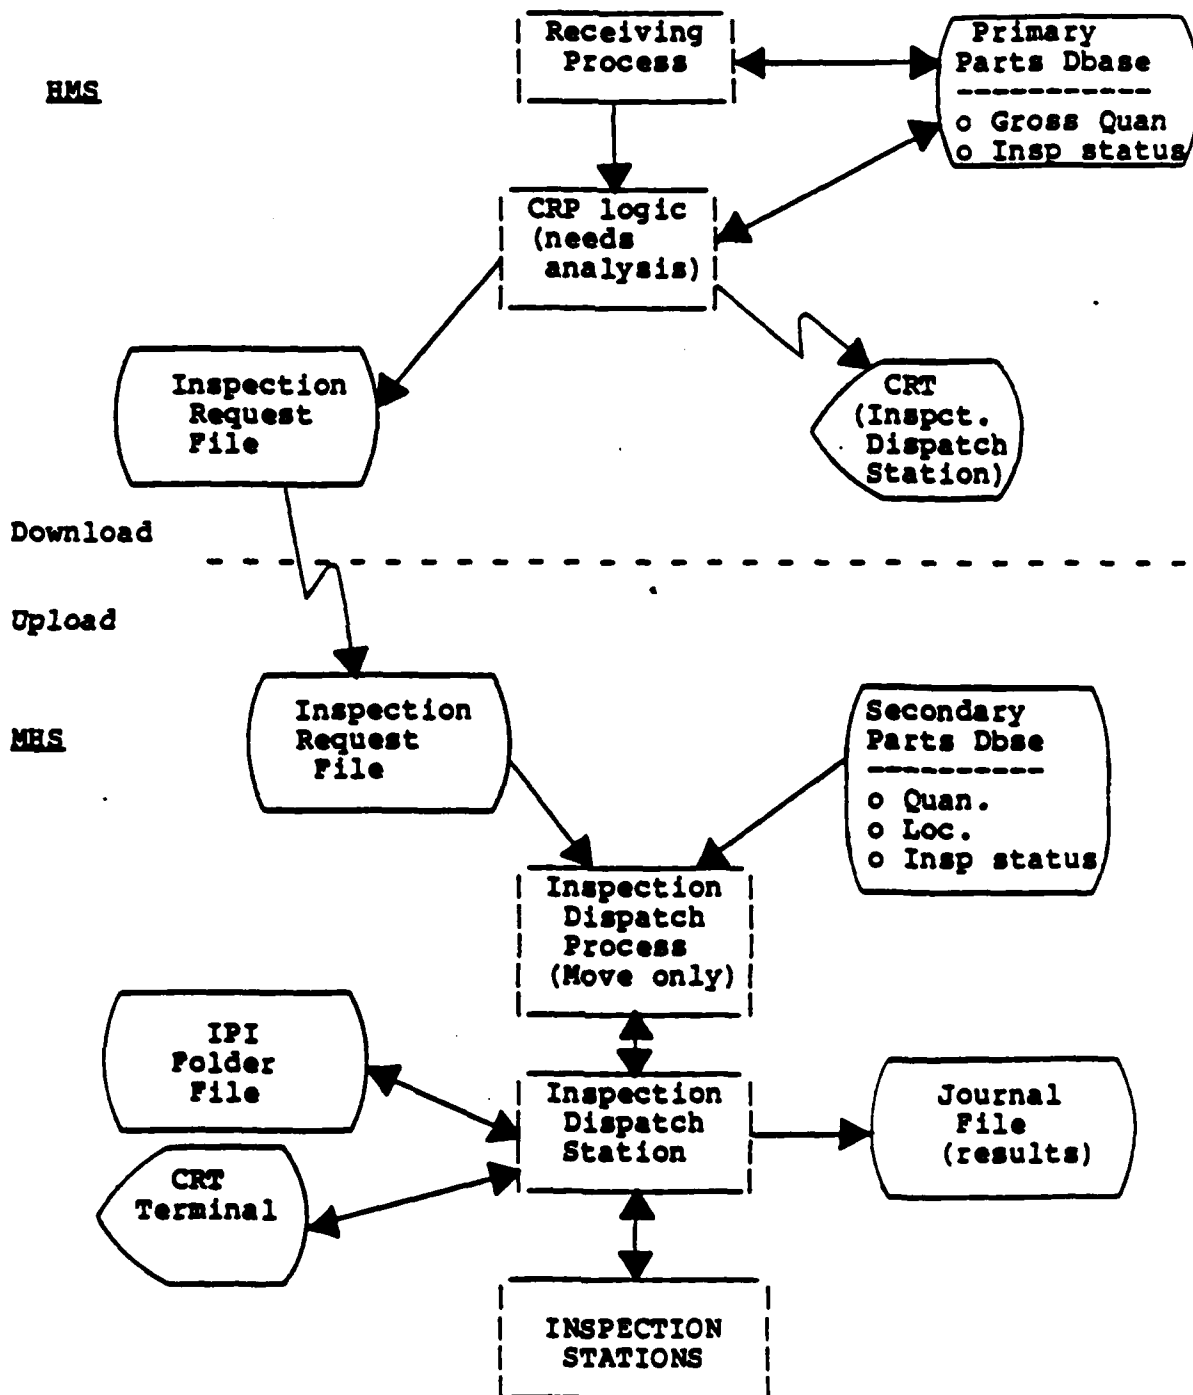 Receiving
Process
Primary
Parts Dbase
-----------
o Gross Quan
o Insp status
HMS
CRP logic
(needs
analysis)
Inspection
Request
File
CRT
(Inspct.
Dispatch
Station)
Download
Upload
MHS
Inspection
Request
File
Secondary
Parts Dbse
----------
o Quan.
o Loc.
o Insp status
Inspection
Dispatch
Process
(Move only)
IPI
Folder
File
Inspection
Dispatch
Station
Journal
File
(results)
CRT
Terminal
INSPECTION
STATIONS